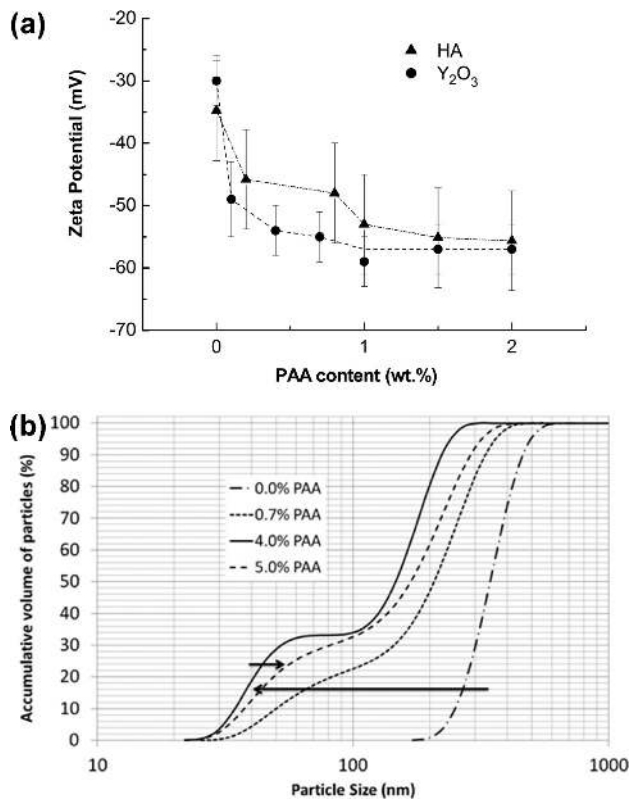 (a)
-20
-30
-40
-50
-60
-70
Zeta Potential (mV)
HA
Y₂O₃
0
1
2
PAA content (wt.%)
(b)
100
90
80
70
60
50
40
30
20
10
0
Accumulative volume of particles (%)
0.0% PAA
0.7% PAA
4.0% PAA
5.0% PAA
10
100
1000
Particle Size (nm)